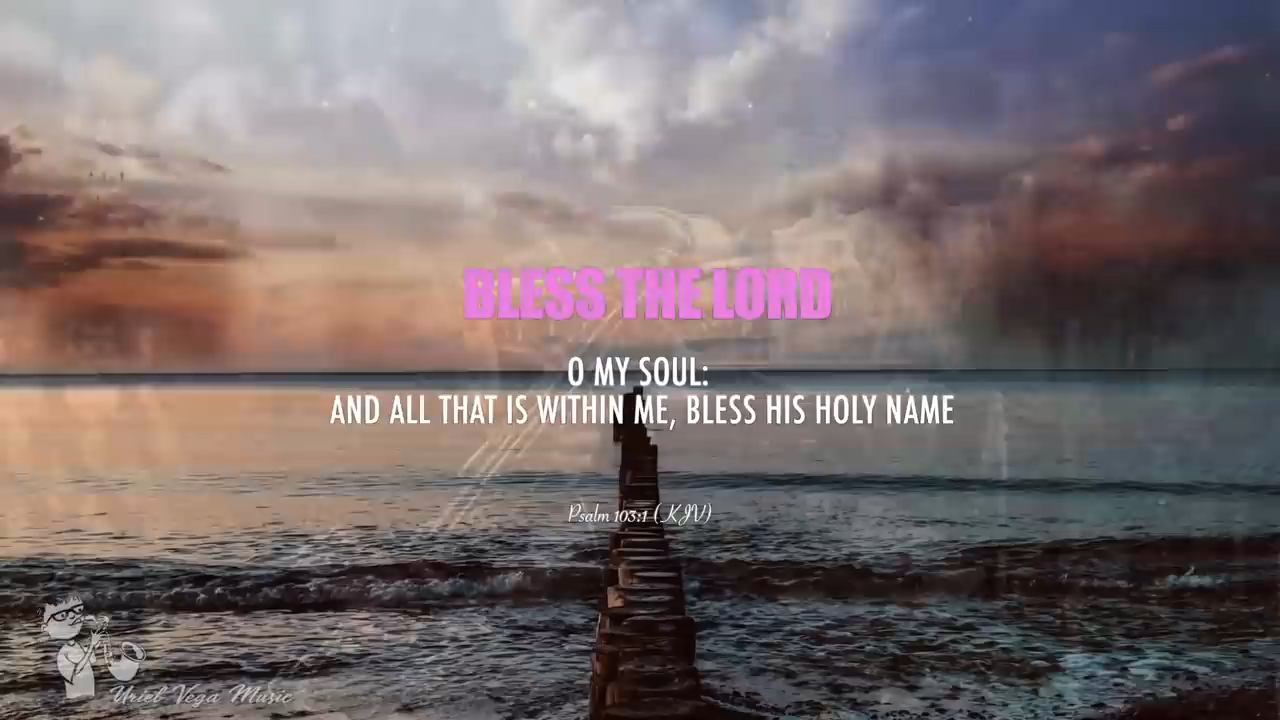 BLESS THE LORD
O MY SOUL:
AND ALL THAT IS WITHIN ME, BLESS HIS HOLY NAME
Psalm 103:1 (KJV)
Uriel Vega Music